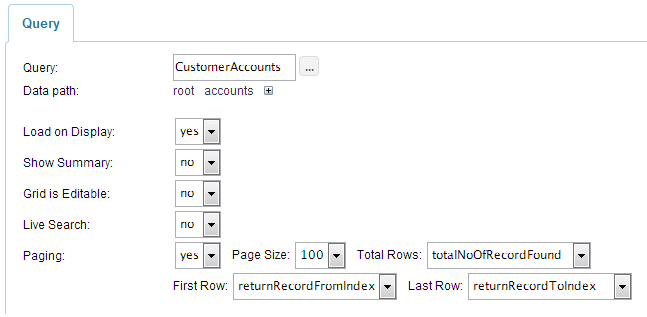 Query
Query: CustomerAccounts ...
Data path: root accounts
Load on Display: yes
Show Summary: no
Grid is Editable: no
Live Search: no
Paging: yes Page Size: 100 Total Rows: totalNoOfRecordFound
First Row: returnRecordFromIndex Last Row: returnRecordToIndex